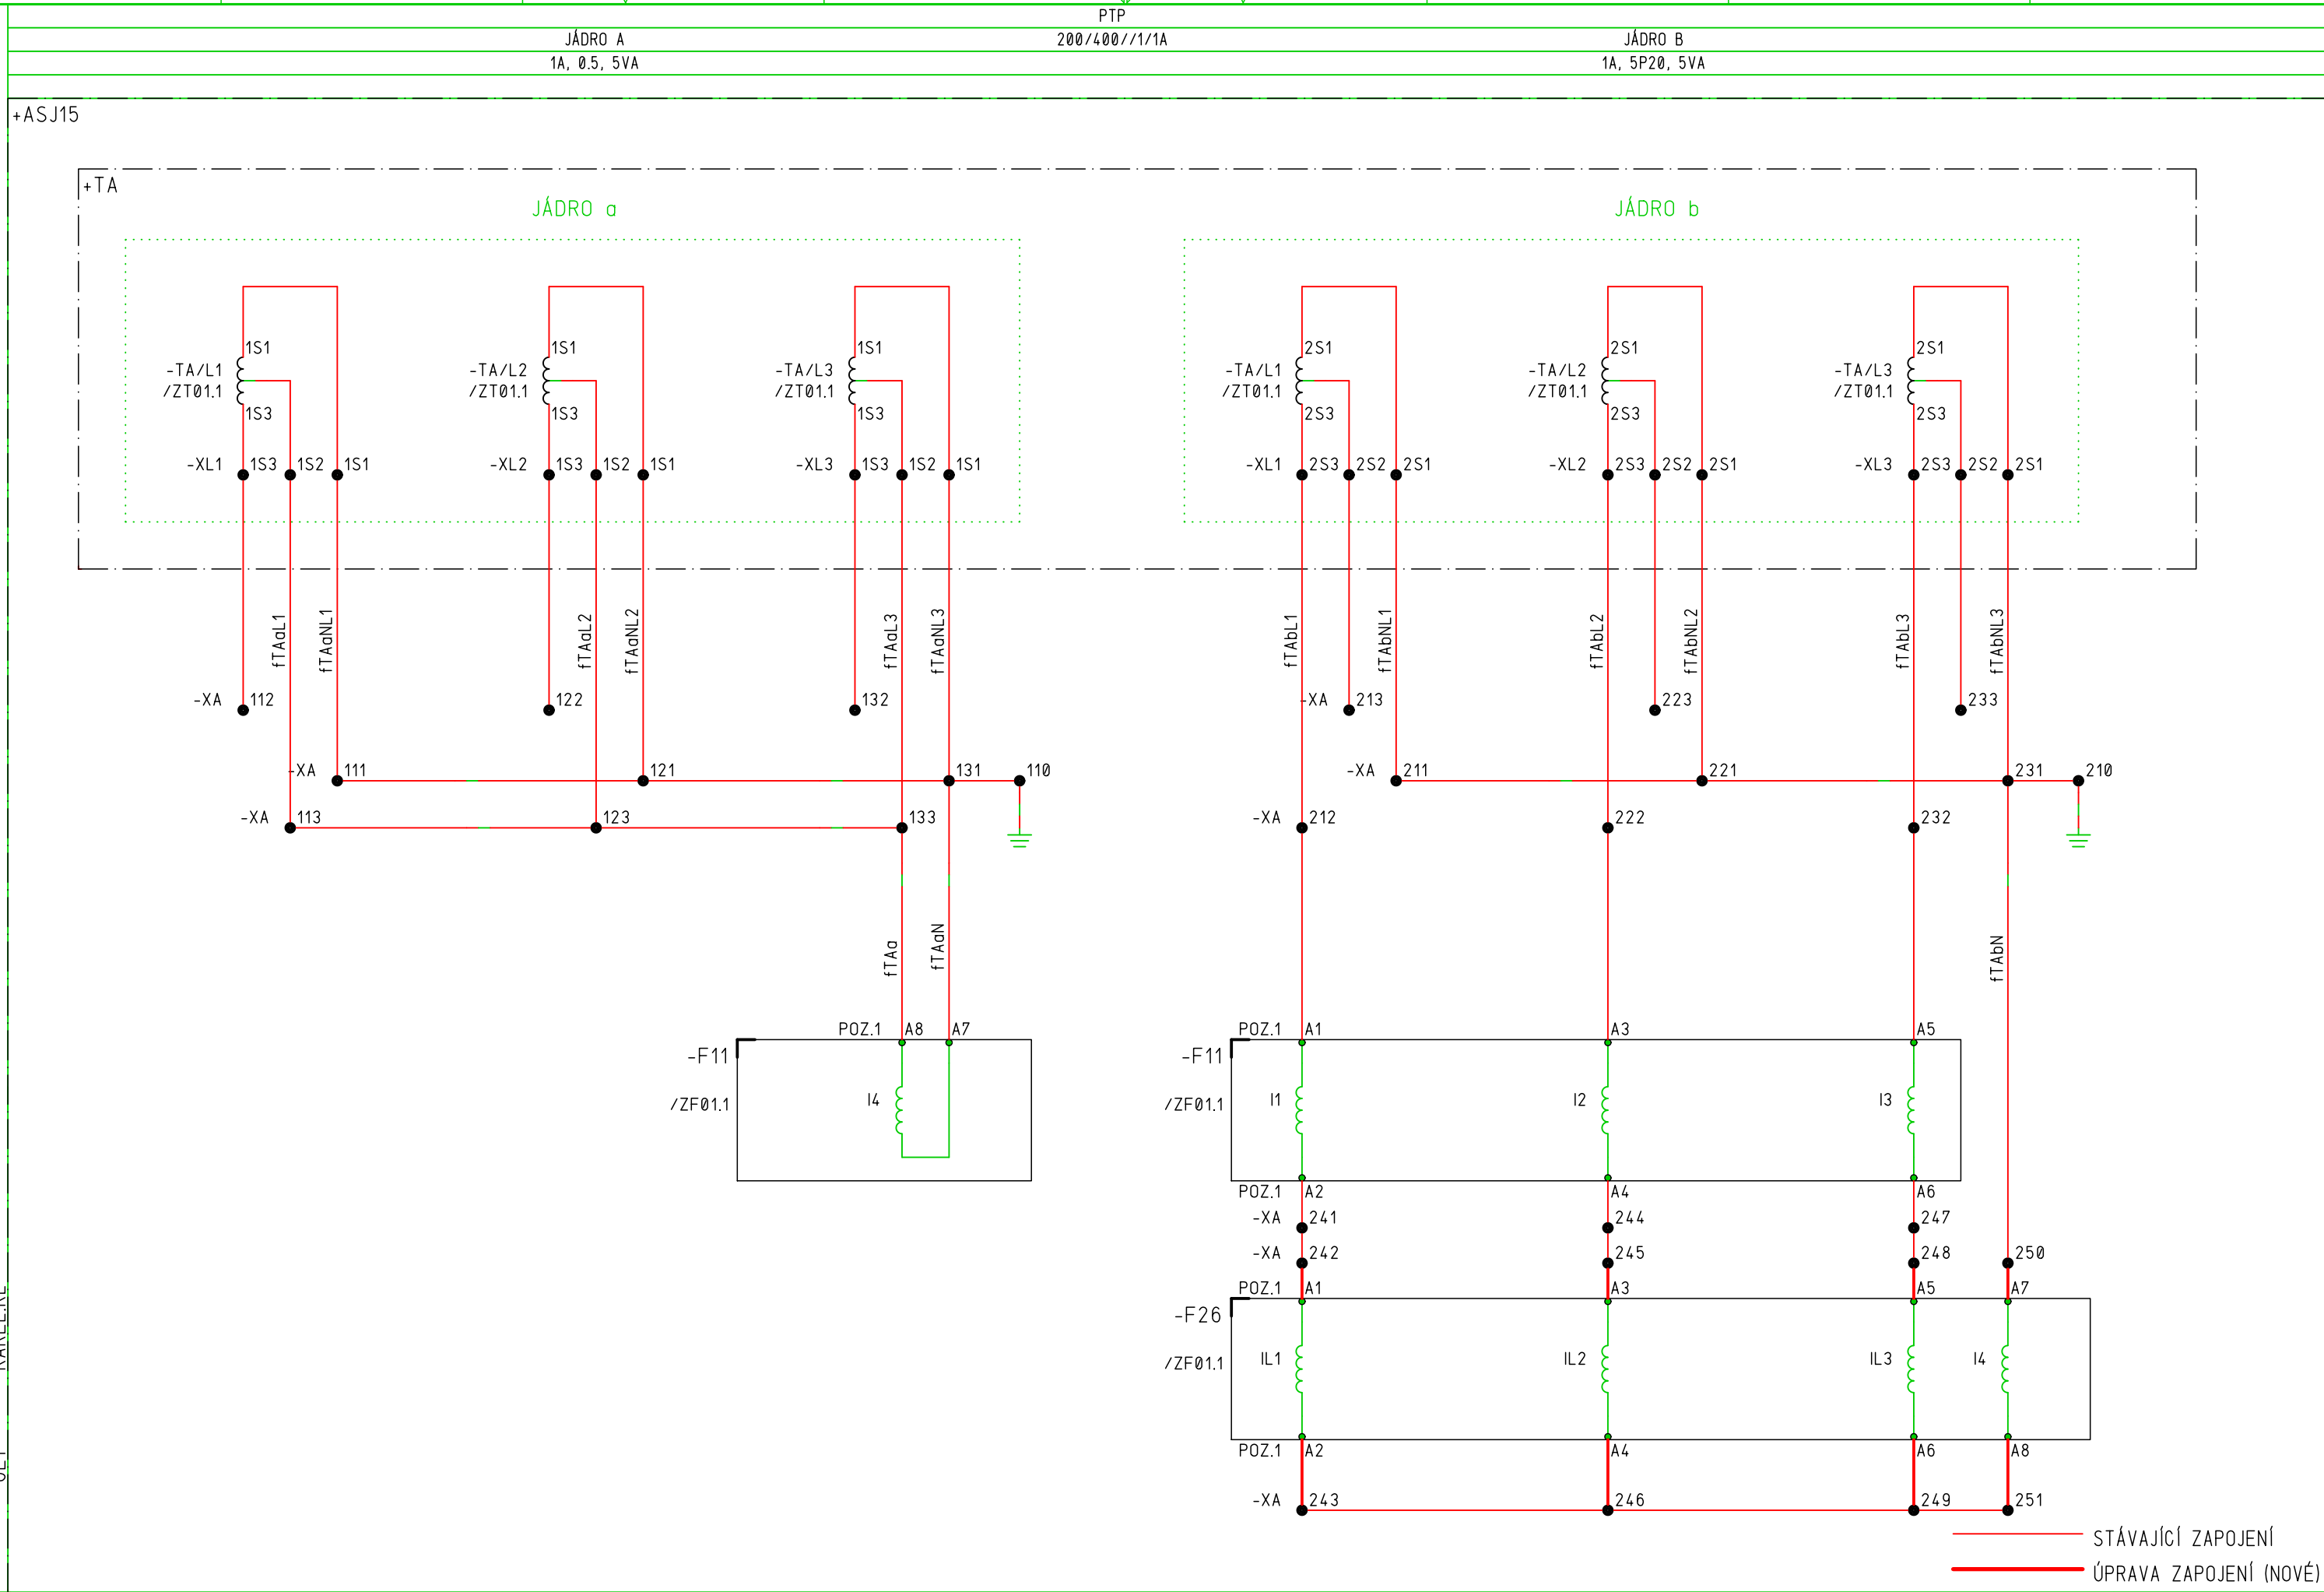 PTP
JÁDRO A 200/400//1/1A JÁDRO B
1A, 0.5, 5VA 1A, 5P20, 5VA
+ASJ15
+TA
JÁDRO a JÁDRO b
1S1 1S1 1S1 2S1 2S1 2S1
-TA/L1 -TA/L2 -TA/L3 -TA/L1 -TA/L2 -TA/L3
/ZT01.1 /ZT01.1 /ZT01.1 /ZT01.1 /ZT01.1 /ZT01.1
1S3 1S3 1S3 2S3 2S3 2S3
-XL1 1S3 1S2 1S1 -XL2 1S3 1S2 1S1 -XL3 1S3 1S2 1S1 -XL1 2S3 2S2 2S1 -XL2 2S3 2S2 2S1 -XL3 2S3 2S2 2S1
fTAaL1 fTAaNL1 fTAaL2 fTAaNL2 fTAaL3 fTAaNL3 fTAbL1 fTAbNL1 fTAbL2 fTAbNL2 fTAbL3 fTAbNL3
-XA 112 122 132 -XA 213 223 233
-XA 111 121 131 110 -XA 211 221 231 210
-XA 113 123 133 -XA 212 222 232
fTAa fTAaN fTAbN
POZ.1 A8 A7 POZ.1 A1 A3 A5
-F11 -F11
/ZF01.1 I4 /ZF01.1 I1 I2 I3
POZ.1 A2 A4 A6
-XA 241 244 247
-XA 242 245 248 250
POZ.1 A1 A3 A5 A7
-F26
/ZF01.1 IL1 IL2 IL3 I4
POZ.1 A2 A4 A6 A8
-XA 243 246 249 251
STÁVAJÍCÍ ZAPOJENÍ
ÚPRAVA ZAPOJENÍ (NOVÉ)